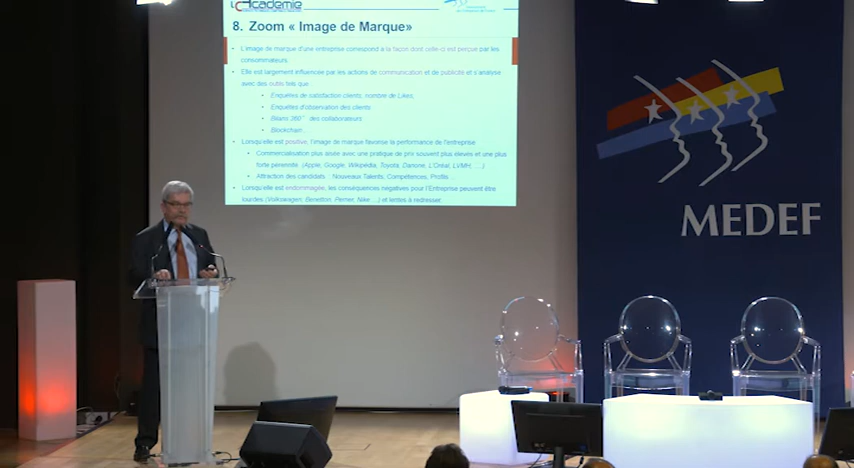 L'Académie
8. Zoom « Image de Marque»
• L'image de marque d'une entreprise correspond à la façon dont celle-ci est perçue par les
consommateurs.
• Elle est largement influencée par les actions de communication et de publicité et s'analyse
avec des outils tels que :
• Enquêtes de satisfaction clients, nombre de Likes.
• Enquêtes d'observation des clients
• Bilans 360° des collaborateurs
• Blockchain...
• Lorsqu'elle est positive, l'image de marque favorise la performance de l'entreprise
• Commercialisation plus aisée avec une pratique de prix souvent plus élevés et une plus
forte pérennité. (Apple, Google, Wikipédia, Toyota, Danone, L'Oréal, LVMH, ...)
• Attraction des candidats : Nouveaux Talents, Compétences, Profils...
• Lorsqu'elle est endommagée, les conséquences négatives pour l'Entreprise peuvent être
lourdes (Volkswagen, Benetton, Perrier, Nike ...) et lentes à redresser.
MEDEF